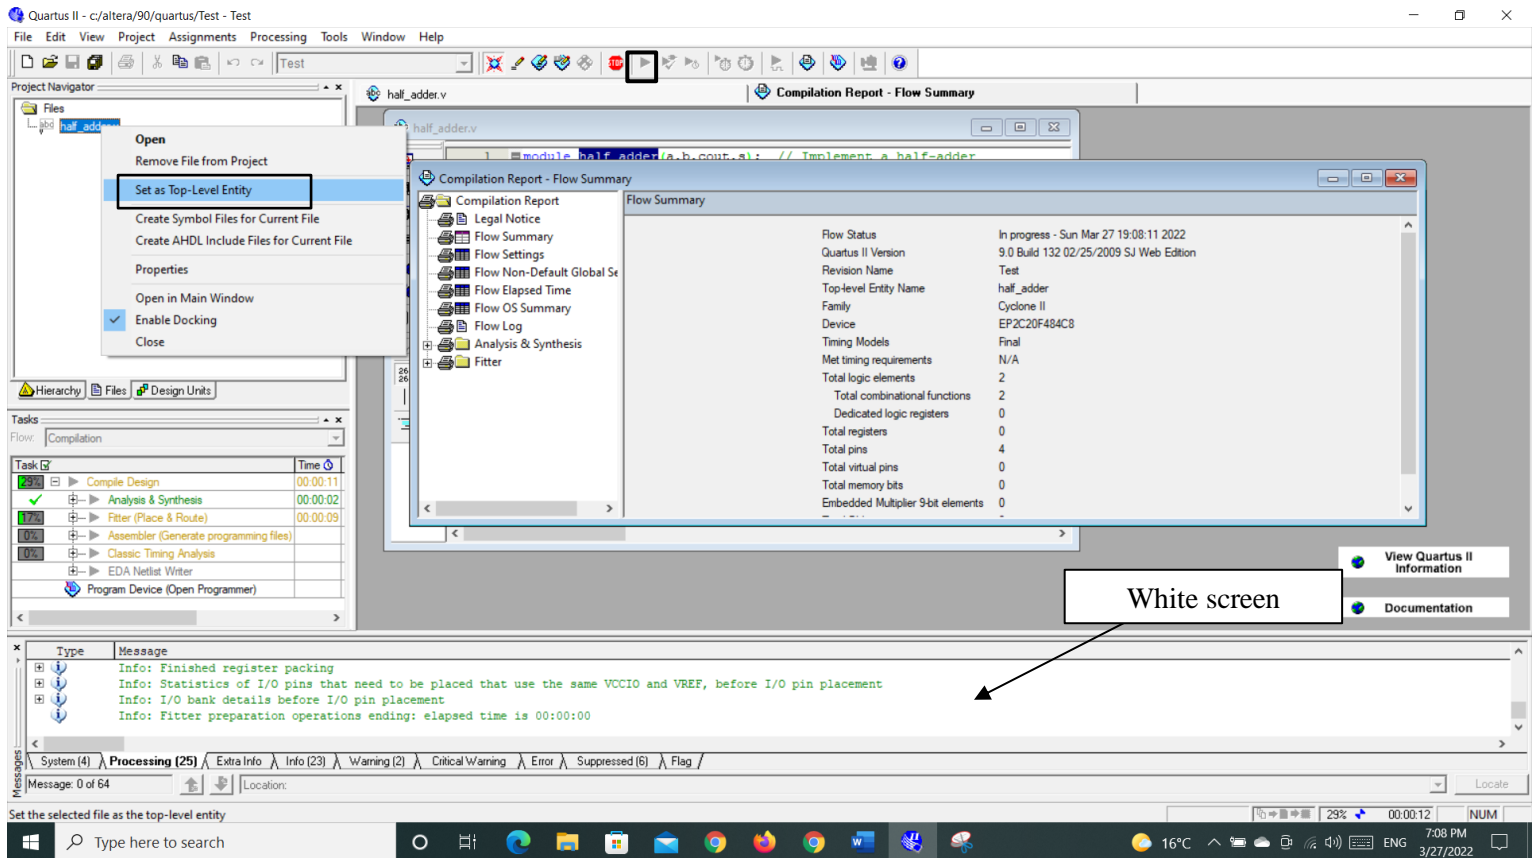 Quartus II - c:/altera/90/quartus/Test - Test
File Edit View Project Assignments Processing Tools Window Help
Test
Project Navigator
Files
half_adder.v
Open
Remove File from Project
Set as Top-Level Entity
Create Symbol Files for Current File
Create AHDL Include Files for Current File
Properties
Open in Main Window
Enable Docking
Close
Hierarchy Files Design Units
half_adder.v
Compilation Report - Flow Summary
half_adder.v
1 module half_adder(a,b,cout,s); // Implement a half-adder
Compilation Report - Flow Summary
Compilation Report
Legal Notice
Flow Summary
Flow Settings
Flow Non-Default Global Se
Flow Elapsed Time
Flow OS Summary
Flow Log
Analysis & Synthesis
Fitter
Flow Summary
Flow Status In progress - Sun Mar 27 19:08:11 2022
Quartus II Version 9.0 Build 132 02/25/2009 SJ Web Edition
Revision Name Test
Top-level Entity Name half_adder
Family Cyclone II
Device EP2C20F484C8
Timing Models Final
Met timing requirements N/A
Total logic elements 2
Total combinational functions 2
Dedicated logic registers 0
Total registers 0
Total pins 4
Total virtual pins 0
Total memory bits 0
Embedded Multiplier 9-bit elements 0
Tasks
Flow: Compilation
Task Time
29% Compile Design 00:00:11
Analysis & Synthesis 00:00:02
17% Fitter (Place & Route) 00:00:09
0% Assembler (Generate programming files)
0% Classic Timing Analysis
EDA Netlist Writer
Program Device (Open Programmer)
View Quartus II
Information
Documentation
White screen
Type Message
Info: Finished register packing
Info: Statistics of I/O pins that need to be placed that use the same VCCIO and VREF, before I/O pin placement
Info: I/O bank details before I/O pin placement
Info: Fitter preparation operations ending: elapsed time is 00:00:00
Messages
System (4) Processing (25) Extra Info Info (23) Warning (2) Critical Warning Error Suppressed (6) Flag
Message: 0 of 64 Location: Locate
Set the selected file as the top-level entity 29% 00:00:12 NUM
Type here to search
16°C ENG
7:08 PM
3/27/2022